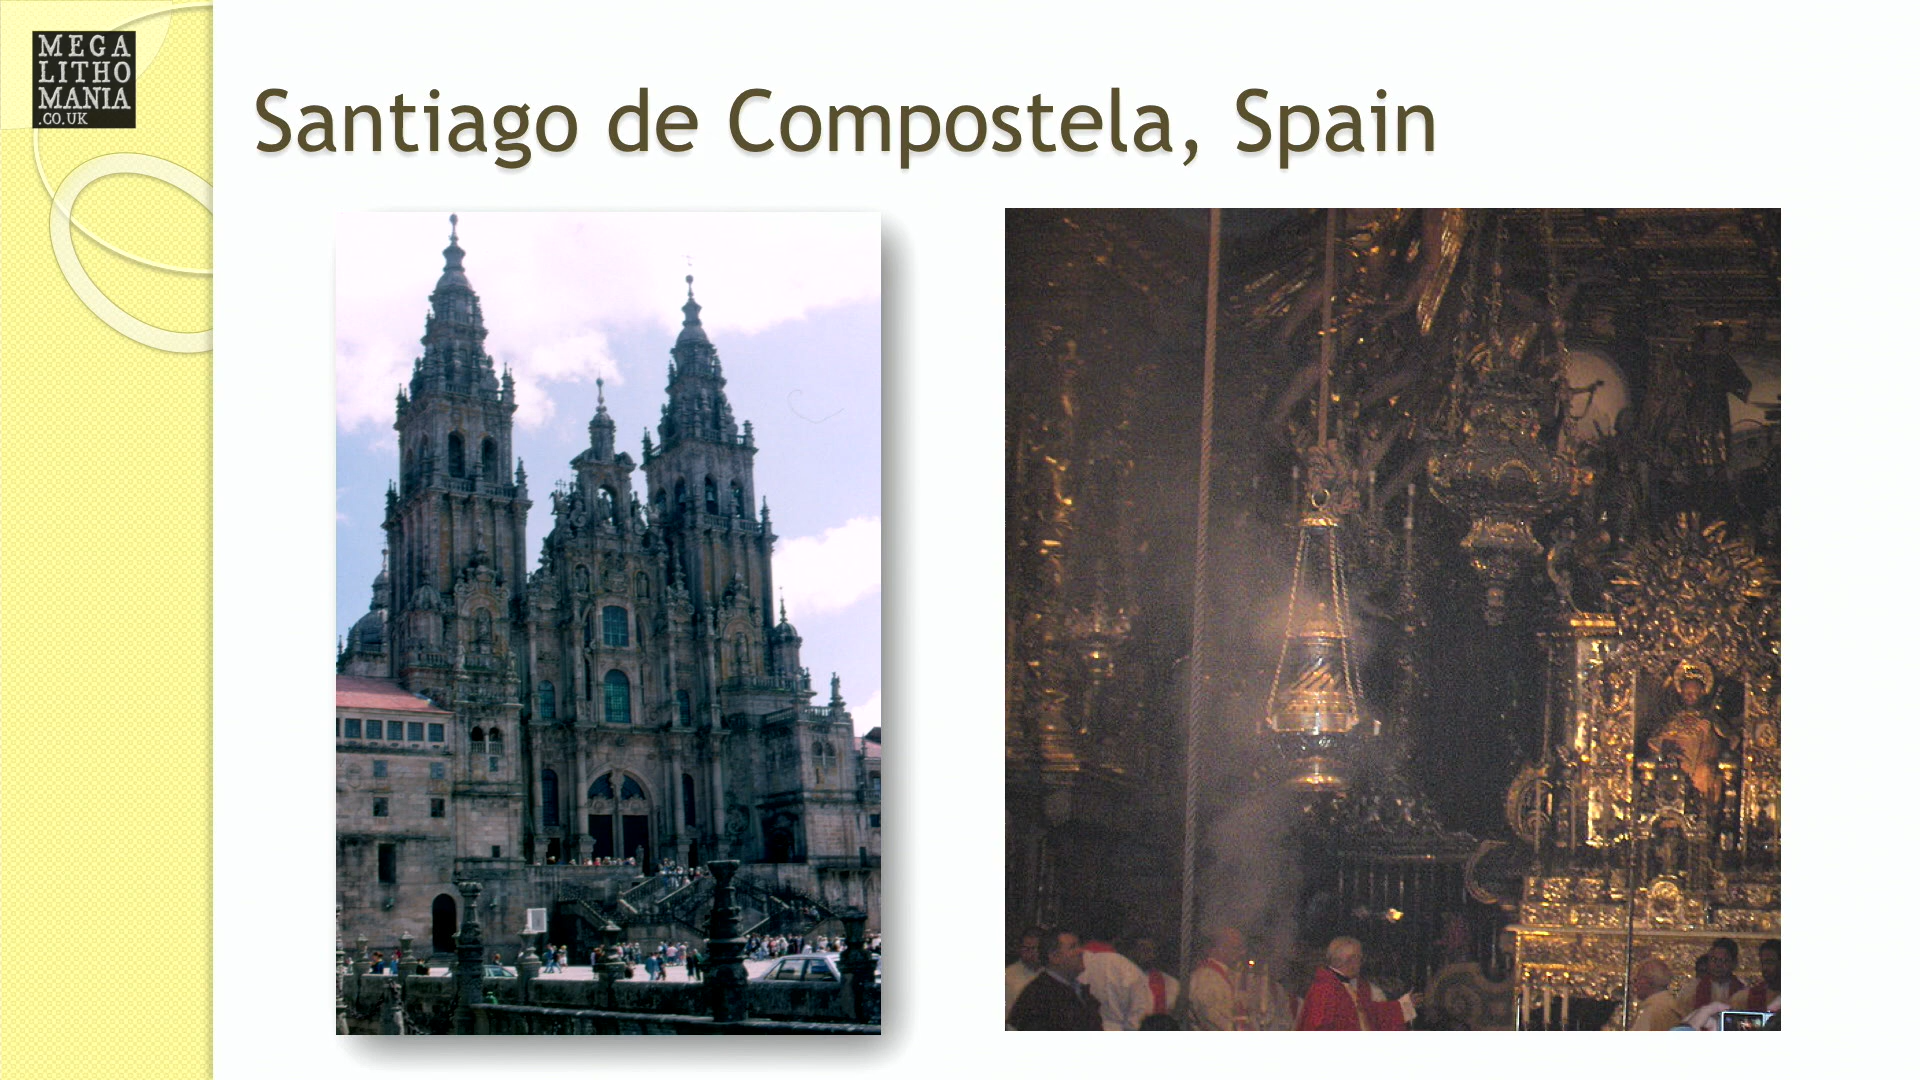 MEGA
LITHO
MANIA
.CO.UK
Santiago de Compostela, Spain